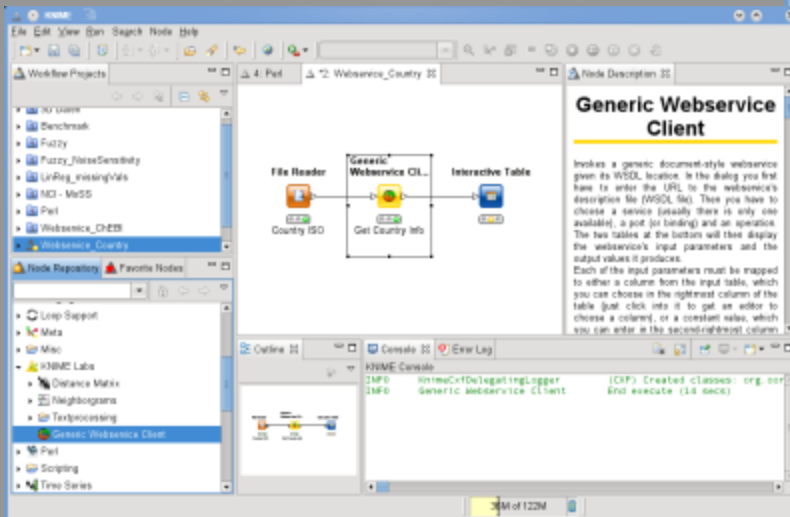 KNIME
File Edit View Run Search Node Help
Workflow Projects
Benchmark
Fuzzy
Fuzzy_NoiseSensitivity
LinReg_missingVals
NCI - MoSS
Perl
Webservice_ChEBI
Webservice_Country
Node Repository Favorite Nodes
Loop Support
Meta
Misc
KNIME Labs
Distance Matrix
Neighborgrams
Textprocessing
Generic Webservice Client
Perl
Scripting
Time Series
4: Perl *2: Webservice_Country
File Reader
Country ISO
Generic
Webservice Cli...
Get Country Info
Interactive Table
Outline
Console Error Log
KNIME Console
INFO KnimeCxfDelegatingLogger (CXF) Created classes: org.
INFO Generic Webservice Client End execute (14 secs)
Node Description
Generic Webservice
Client
Invokes a generic document-style webservice
given its WSDL location. In the dialog you first
have to enter the URL to the webservice's
description file (WSDL file). Then you have to
choose a service (usually there is only one
available), a port (or binding) and an operation.
The two tables at the bottom will then display
the webservice's input parameters and the
output values it produces.
Each of the input parameters must be mapped
to either a column from the input table, which
you can choose in the rightmost column of the
table (just click into it to get an editor to
choose a column), or a constant value, which
you can enter in the second-rightmost column
M of 122M